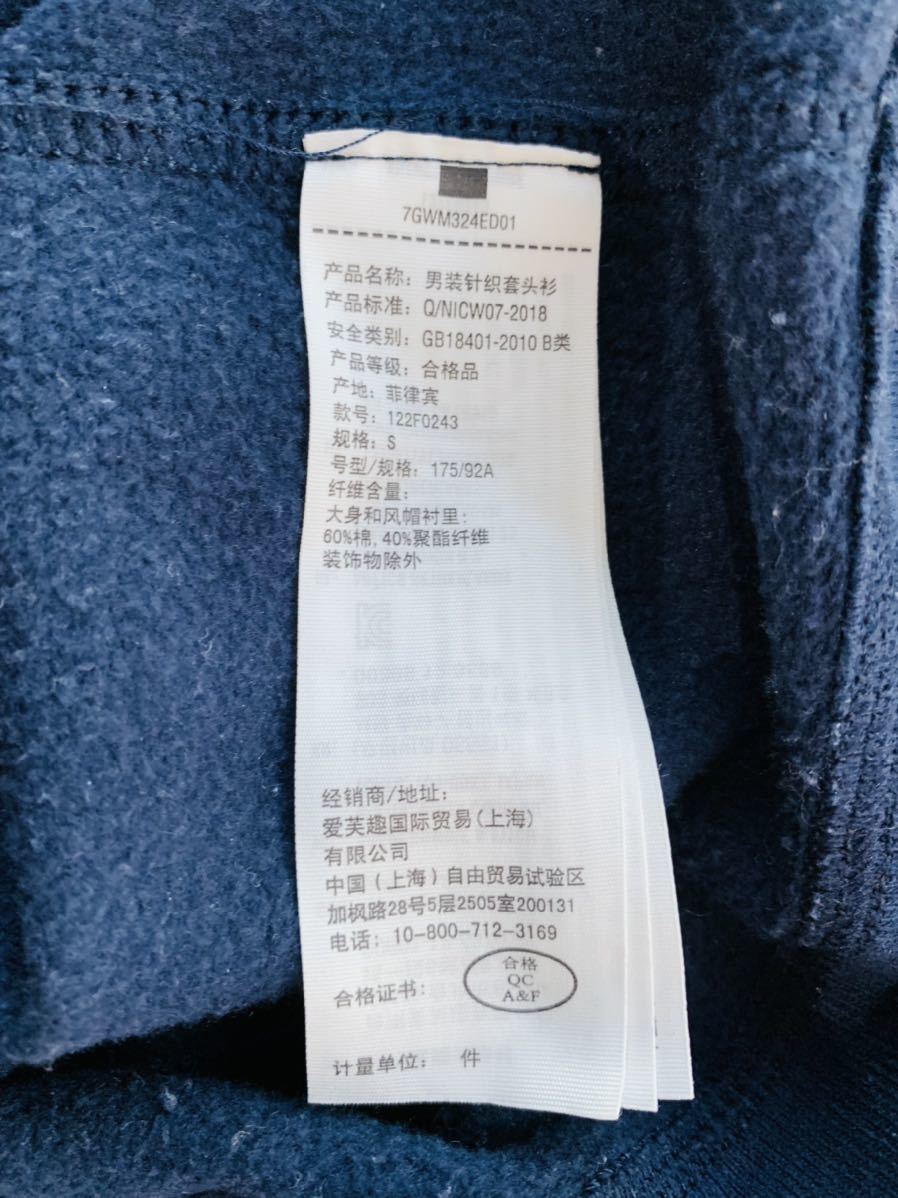 7GWM324ED01
产品名称：男装针织套头衫
产品标准：Q/NICW07-2018
安全类别：GB18401-2010 B类
产品等级：合格品
产地：菲律宾
款号：122F0243
规格：S
号型/规格：175/92A
纤维含量：
大身和风帽衬里：
60%棉, 40%聚酯纤维
装饰物除外
经销商/地址：
爱芙趣国际贸易(上海)
有限公司
中国(上海)自由贸易试验区
加枫路28号5层2505室200131
电话：10-800-712-3169
合格证书：
合格
QC
A&F
计量单位： 件